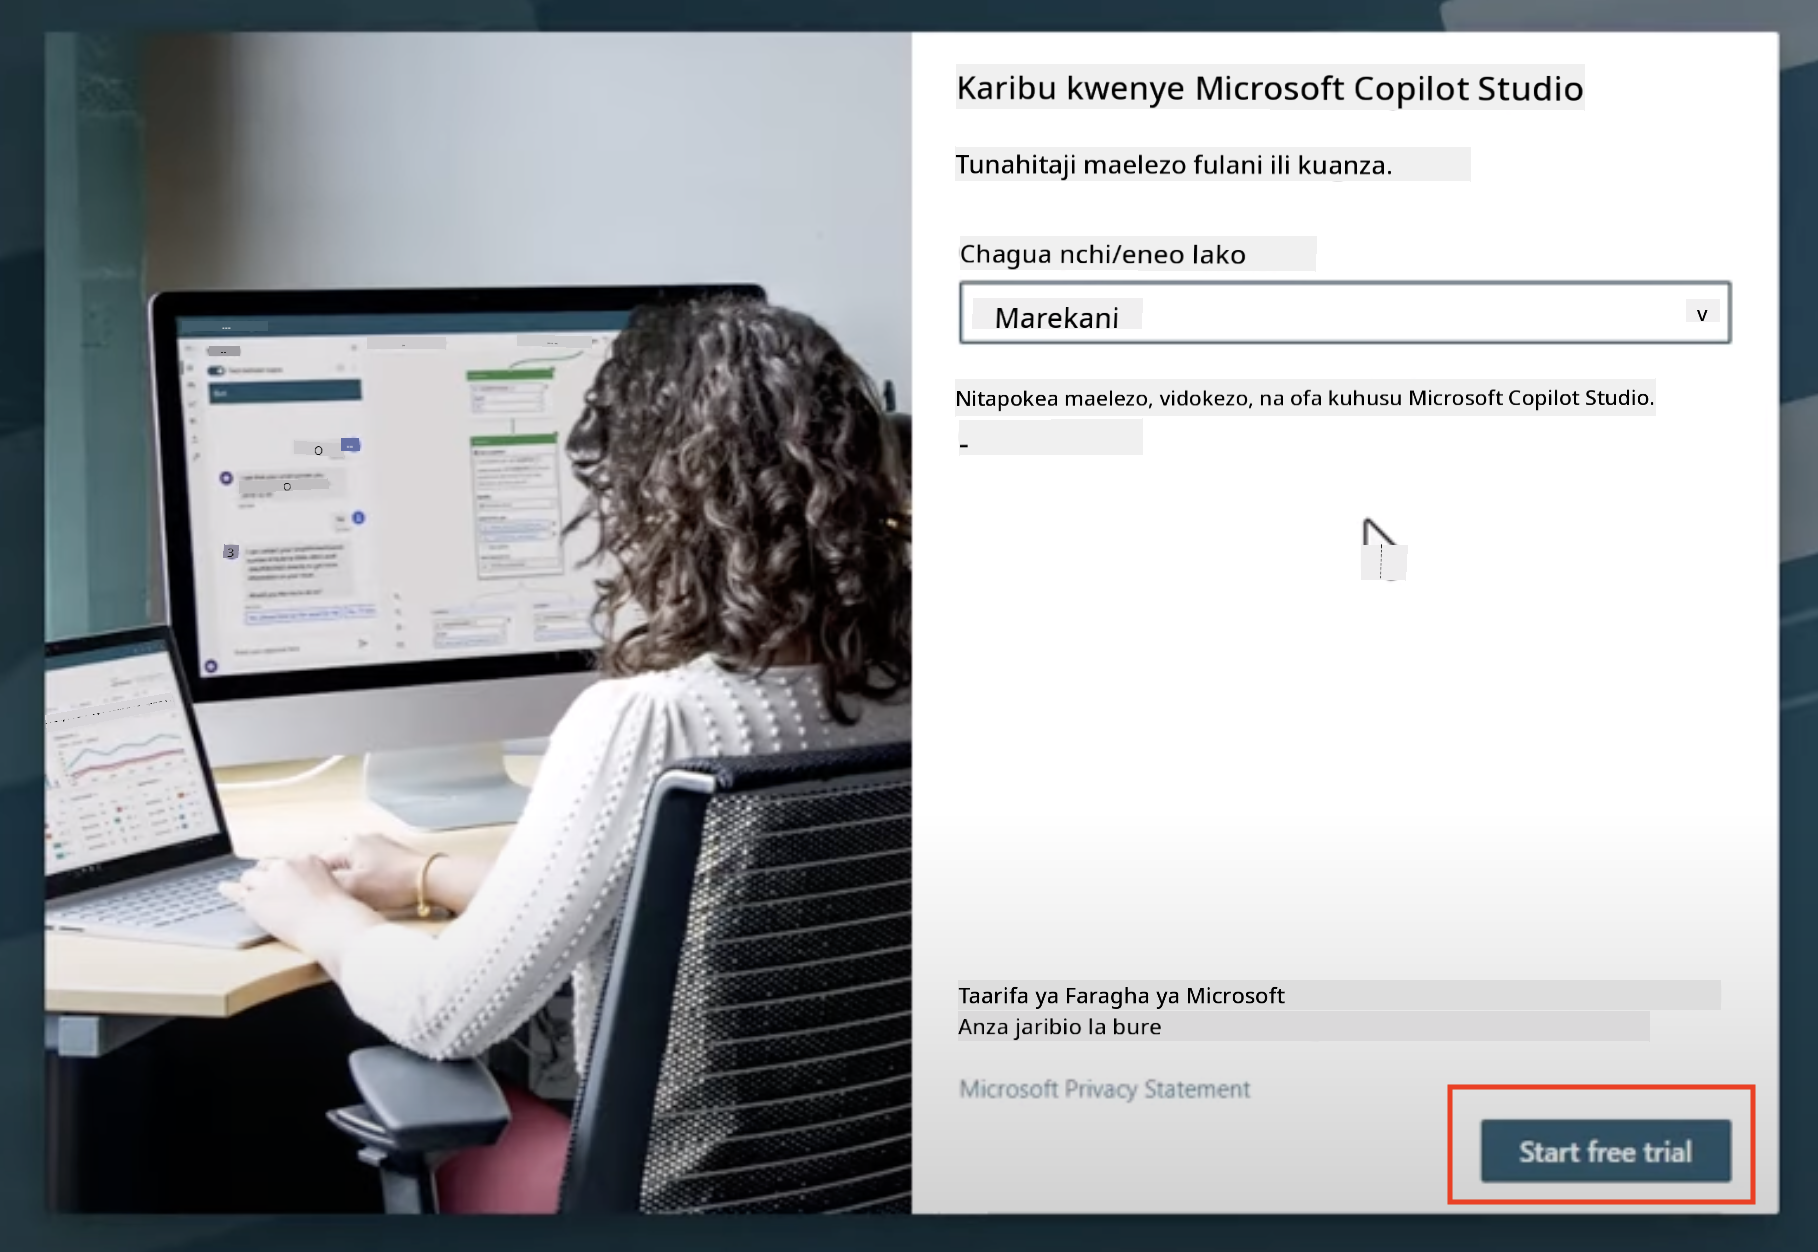 Karibu kwenye Microsoft Copilot Studio
Tunahitaji maelezo fulani ili kuanza.
Chagua nchi/eneo lako
Marekani
v
Nitapokea maelezo, vidokezo, na ofa kuhusu Microsoft Copilot Studio.
-
Taarifa ya Faragha ya Microsoft
Anza jaribio la bure
Microsoft Privacy Statement
Start free trial